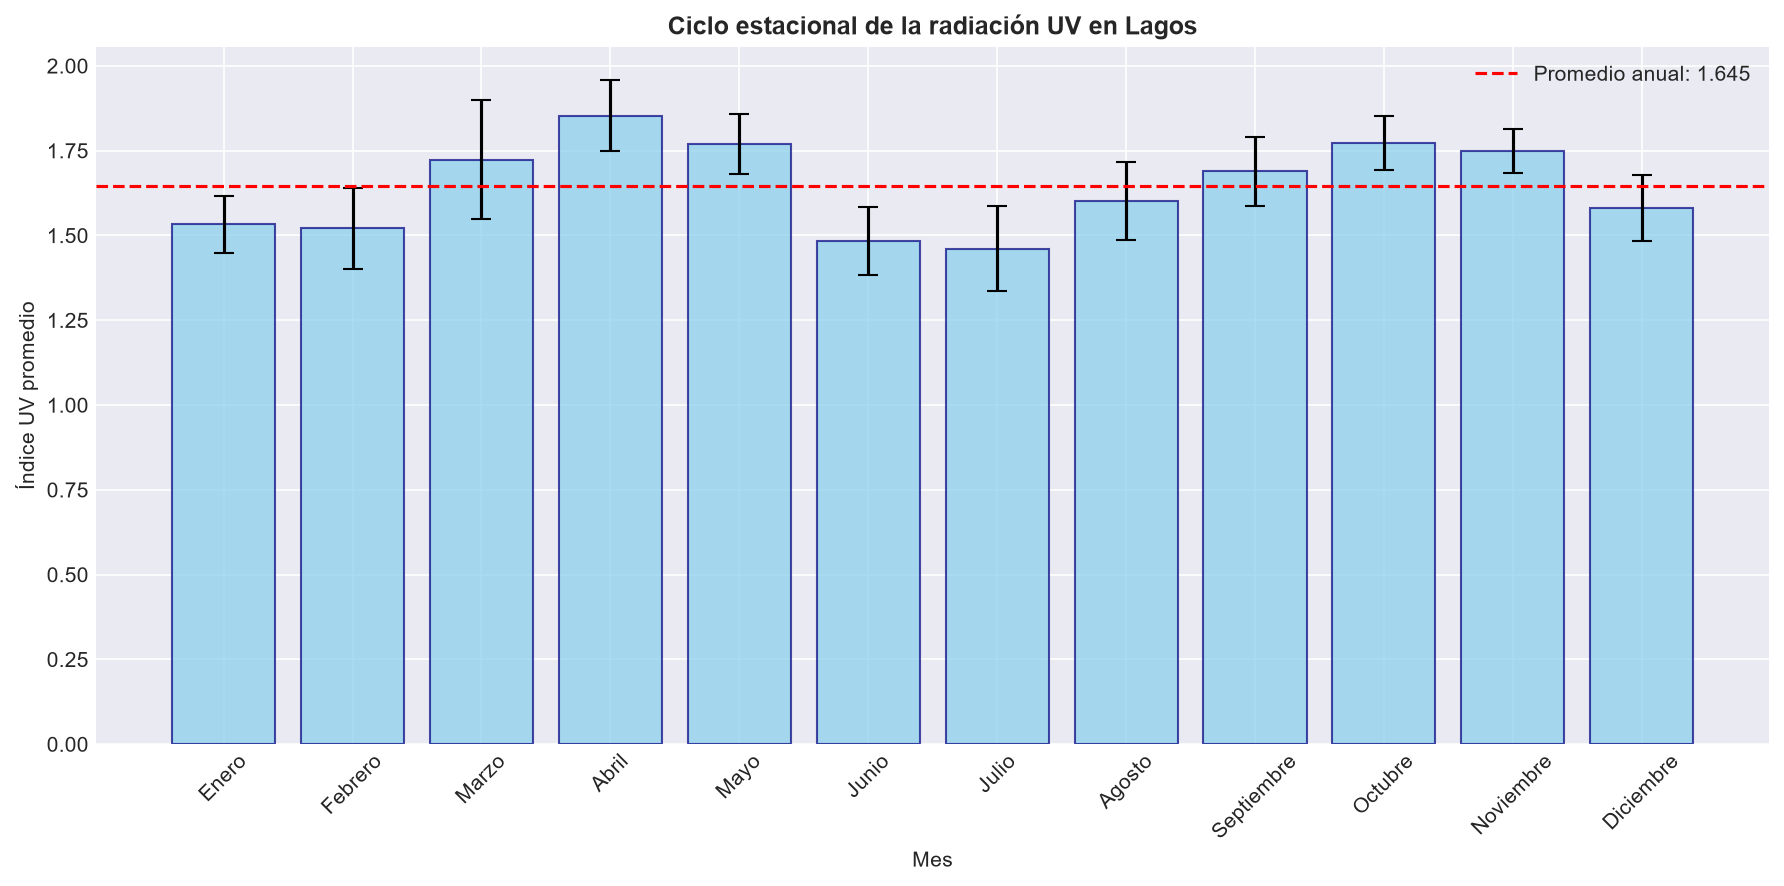 Ciclo estacional de la radiación UV en Lagos
Promedio anual: 1.645
Índice UV promedio
2.00
1.75
1.50
1.25
1.00
0.75
0.50
0.25
0.00
Enero
Febrero
Marzo
Abril
Mayo
Junio
Julio
Agosto
Septiembre
Octubre
Noviembre
Diciembre
Mes